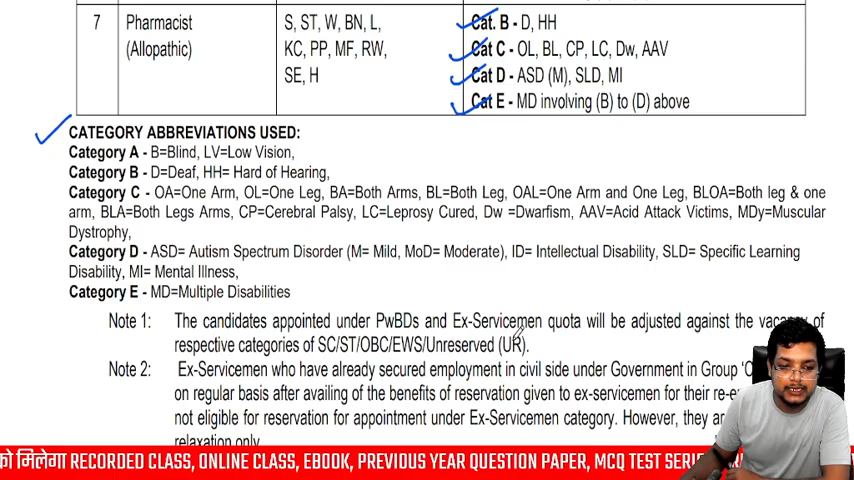 7 Pharmacist S, ST, W, BN, L, Cat. B - D, HH
(Allopathic) KC, PP, MF, RW, Cat C - OL, BL, CP, LC, Dw, AAV
SE, H Cat D - ASD (M), SLD, MI
Cat E - MD involving (B) to (D) above
CATEGORY ABBREVIATIONS USED:
Category A - B=Blind, LV=Low Vision,
Category B - D=Deaf, HH= Hard of Hearing,
Category C - OA=One Arm, OL=One Leg, BA=Both Arms, BL=Both Leg, OAL=One Arm and One Leg, BLOA=Both leg & one
arm, BLA=Both Legs Arms, CP=Cerebral Palsy, LC=Leprosy Cured, Dw =Dwarfism, AAV=Acid Attack Victims, MDy=Muscular
Dystrophy,
Category D - ASD= Autism Spectrum Disorder (M= Mild, MoD= Moderate), ID= Intellectual Disability, SLD= Specific Learning
Disability, MI= Mental Illness,
Category E - MD=Multiple Disabilities
Note 1: The candidates appointed under PwBDs and Ex-Servicemen quota will be adjusted against the vacancy of
respective categories of SC/ST/OBC/EWS/Unreserved (UR).
Note 2: Ex-Servicemen who have already secured employment in civil side under Government in Group
on regular basis after availing of the benefits of reservation given to ex-servicemen for their
not eligible for reservation for appointment under Ex-Servicemen category. However, they
relaxation only.
को मिलेगा RECORDED CLASS, ONLINE CLASS, EBOOK, PREVIOUS YEAR QUESTION PAPER, MCQ TEST